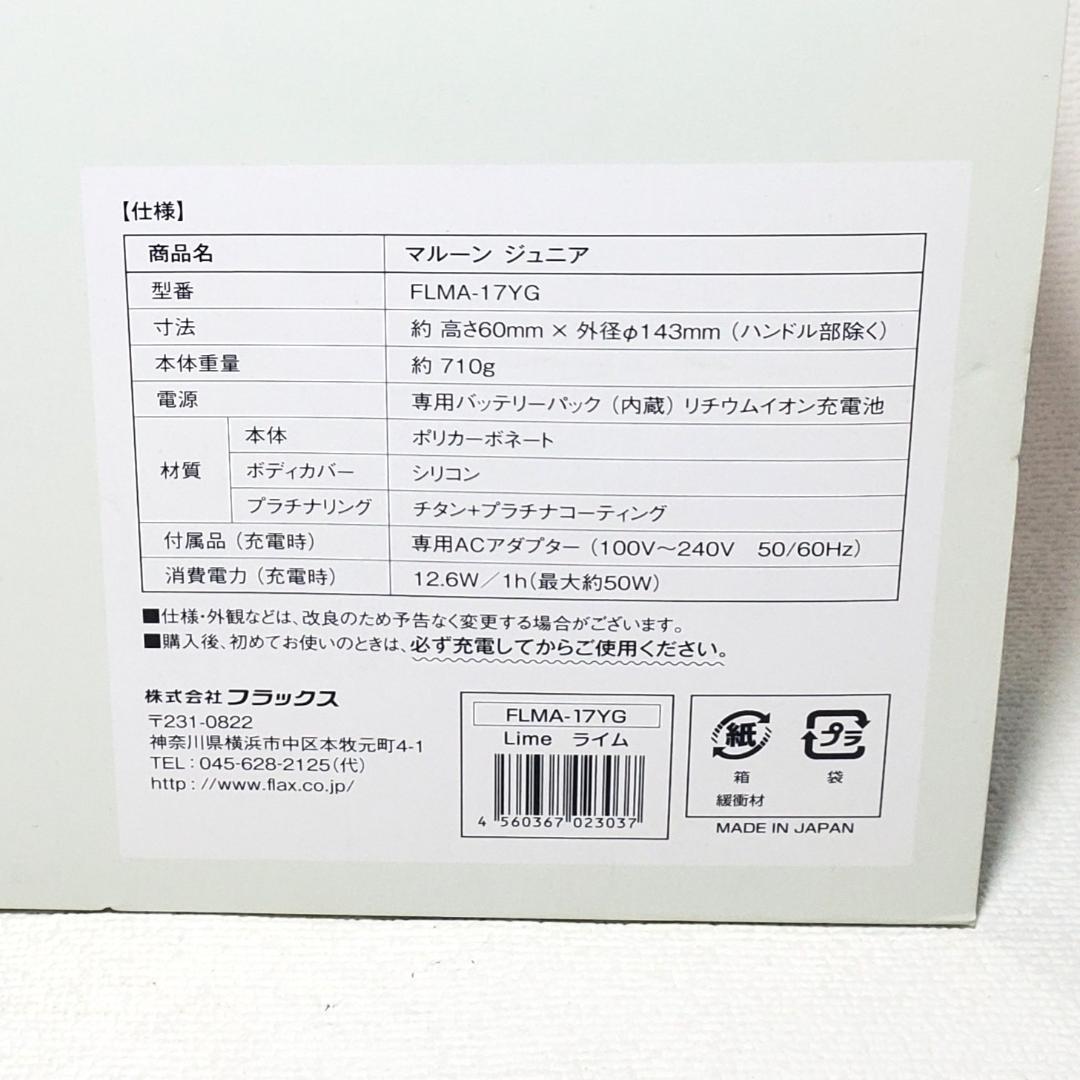 【仕様】
商品名 マルーン ジュニア
型番 FLMA-17YG
寸法 約 高さ60mm × 外径φ143mm（ハンドル部除く）
本体重量 約 710g
電源 専用バッテリーパック（内蔵）リチウムイオン充電池
材質 本体 ポリカーボネート
ボディカバー シリコン
プラチナリング チタン+プラチナコーティング
付属品（充電時） 専用ACアダプター（100V～240V 50/60Hz）
消費電力（充電時） 12.6W／1h（最大約50W）
■仕様・外観などは、改良のため予告なく変更する場合がございます。
■購入後、初めてお使いのときは、必ず充電してからご使用ください。
株式会社 フラックス
〒231-0822
神奈川県横浜市中区本牧元町4-1
TEL：045-628-2125（代）
http：//www.flax.co.jp/
FLMA-17YG
Lime ライム
4 560367 023037
紙
箱
緩衝材
プラ
袋
MADE IN JAPAN